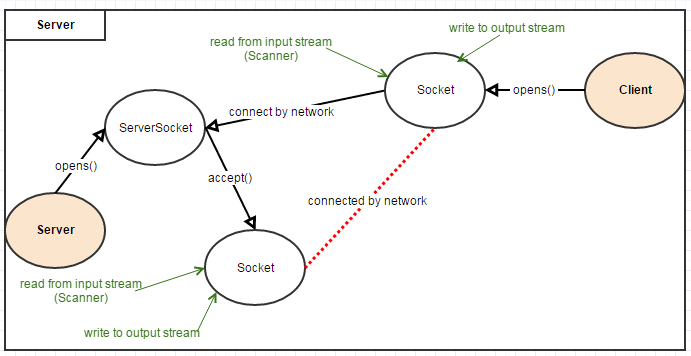 Server
write to output stream
read from input stream
(Scanner)
Socket
opens()
Client
connect by network
ServerSocket
opens()
accept()
connected by network
Server
Socket
read from input stream
(Scanner)
write to output stream